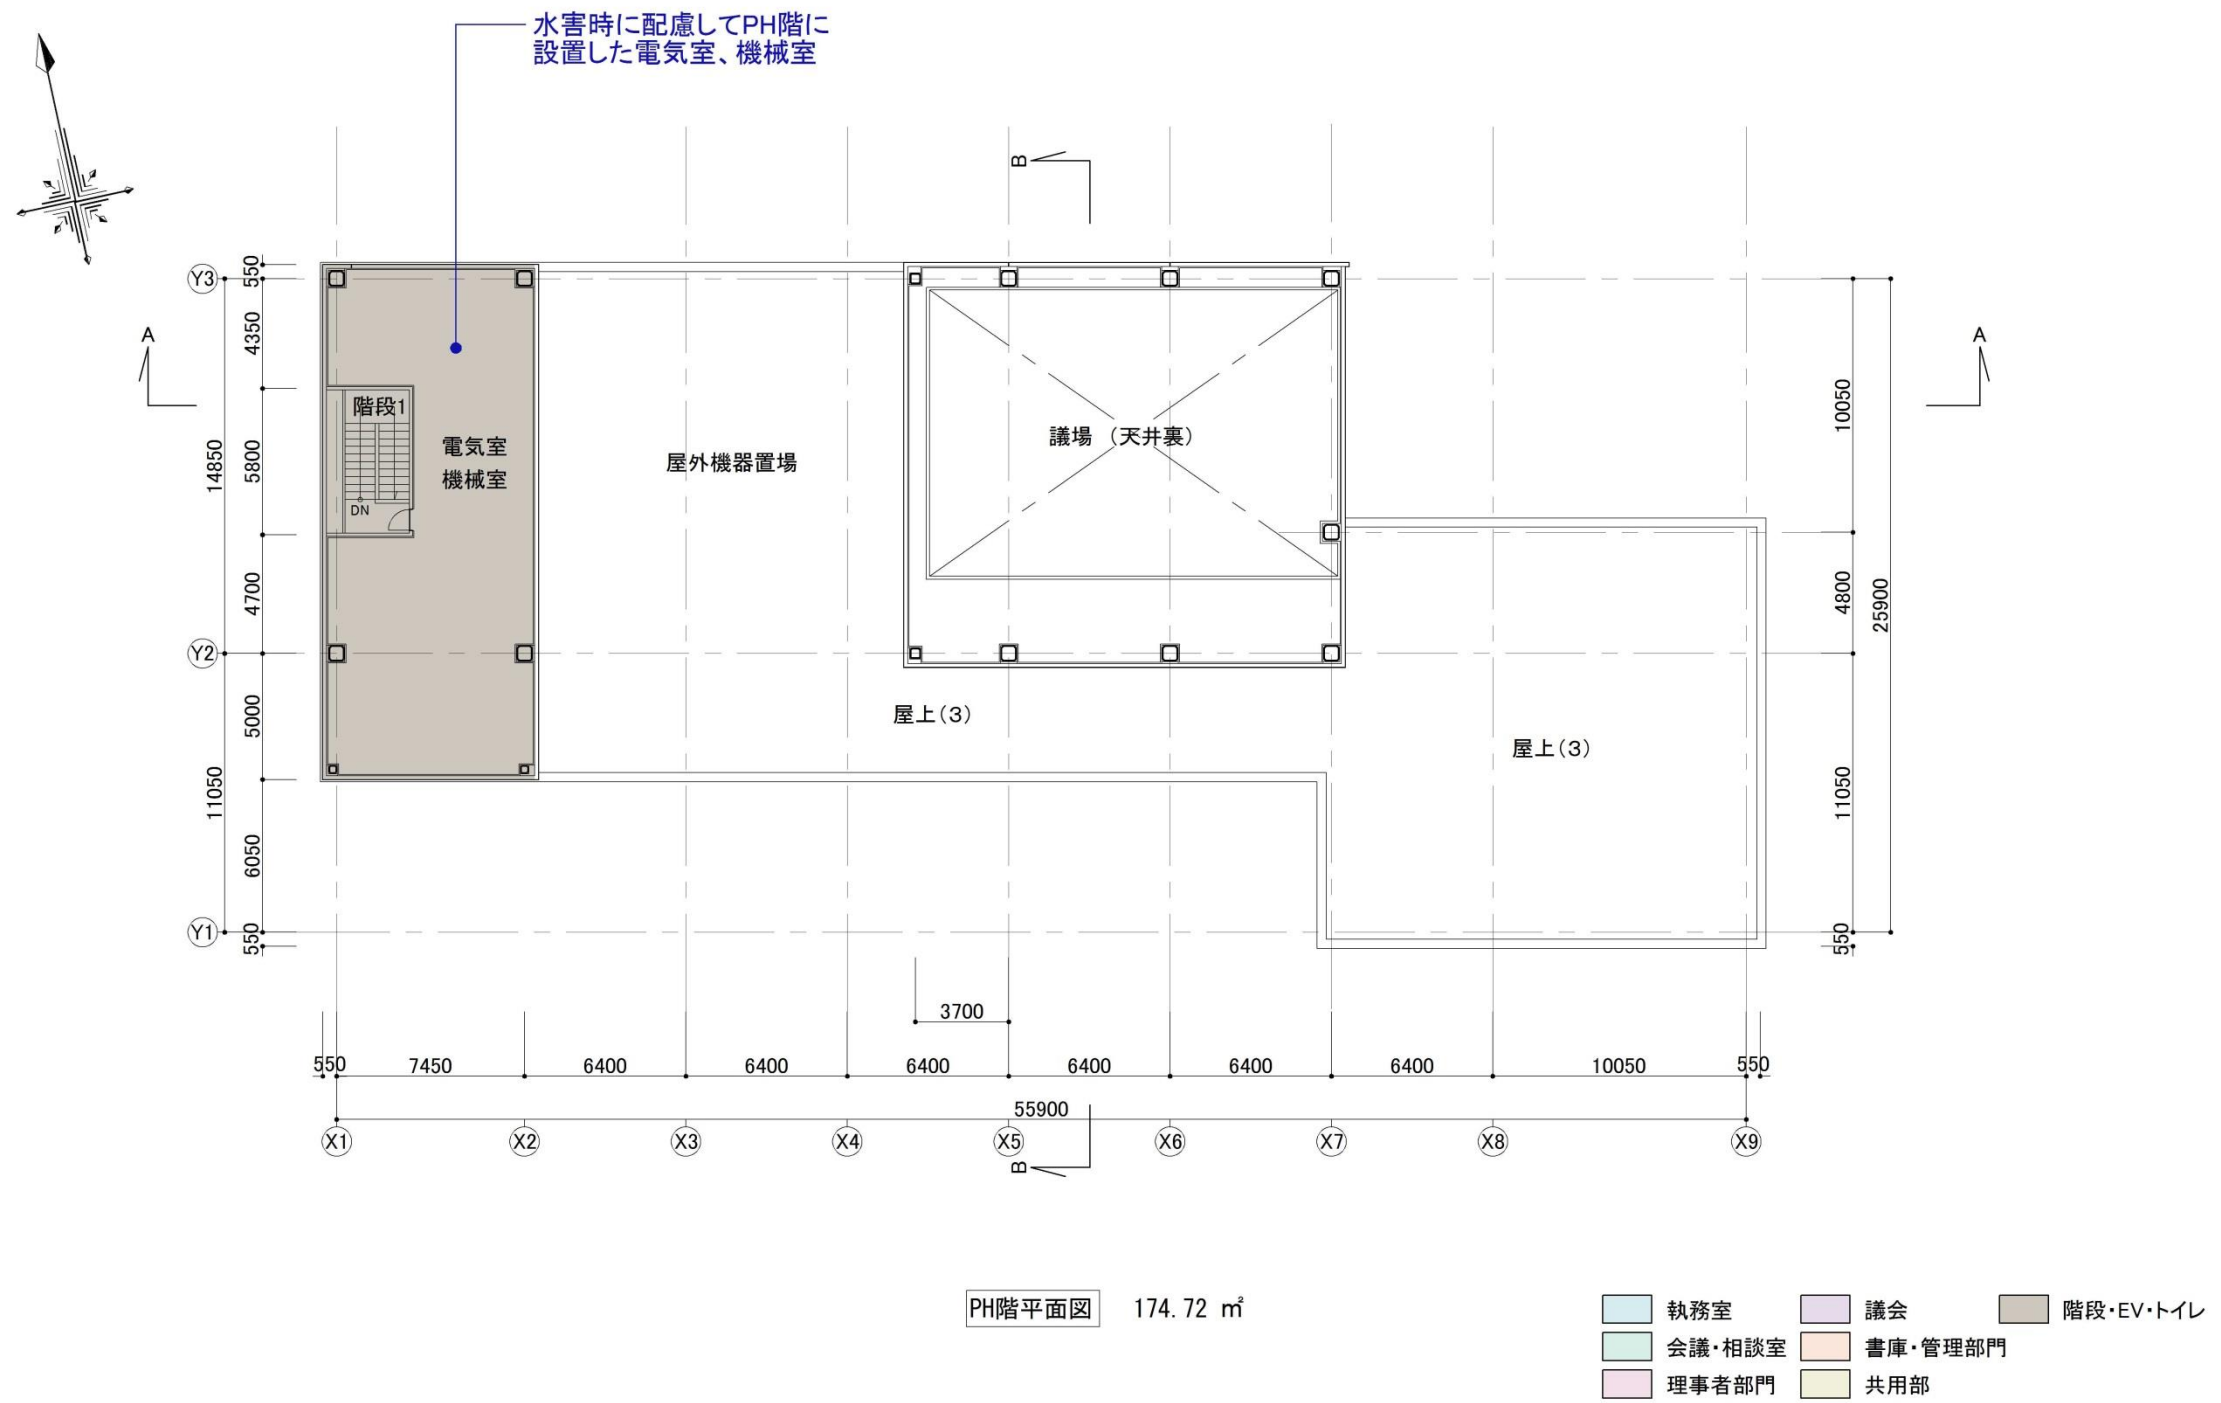 水害時に配慮してPH階に
設置した電気室、機械室
B
A
A
Y3
Y2
Y1
550
4350
5800
4700
5000
6050
550
14850
11050
階段1
DN
電気室
機械室
屋外機器置場
議場 （天井裏）
屋上（3）
屋上（3）
10050
4800
11050
550
25900
3700
550
7450
6400
6400
6400
6400
6400
6400
10050
550
55900
X1
X2
X3
X4
X5
X6
X7
X8
X9
B
PH階平面図 174.72 ㎡
執務室
会議・相談室
理事者部門
議会
書庫・管理部門
共用部
階段・EV・トイレ